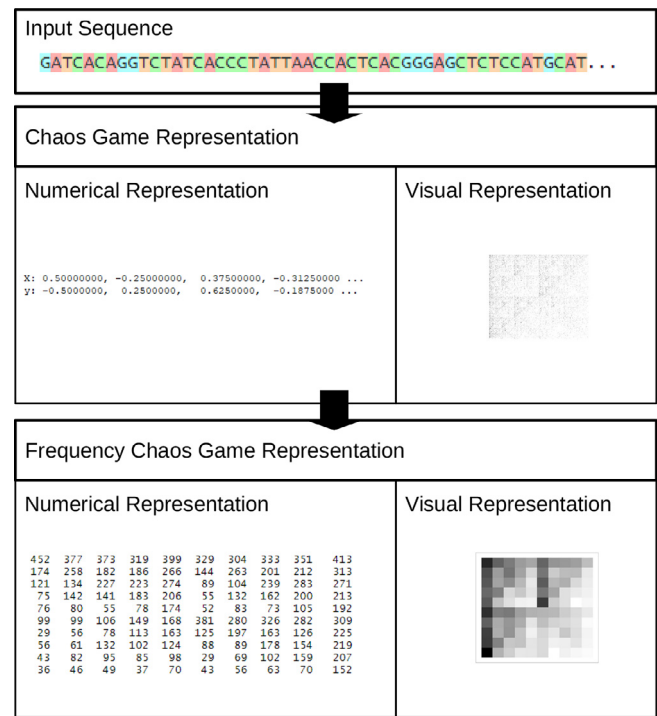 Input Sequence
GATCACAGGTCTATCACCCTATTAACCACTCACGGGAGCTCTCCATGCAT...
Chaos Game Representation
Numerical Representation
Visual Representation
X: 0.50000000, -0.25000000, 0.37500000, -0.31250000 ...
y: -0.5000000, 0.2500000, 0.6250000, -0.1875000 ...
Frequency Chaos Game Representation
Numerical Representation
Visual Representation
452 377 373 319 399 329 304 333 351 413
174 258 182 186 266 144 263 201 212 313
121 134 227 223 274 89 104 239 283 271
75 142 141 183 206 55 132 162 200 213
76 80 55 78 174 52 83 73 105 192
99 99 106 149 168 381 280 326 282 309
29 56 78 113 163 125 197 163 126 225
56 61 132 102 124 88 89 178 154 219
43 82 95 85 98 29 69 102 159 207
36 46 49 37 70 43 56 63 70 152